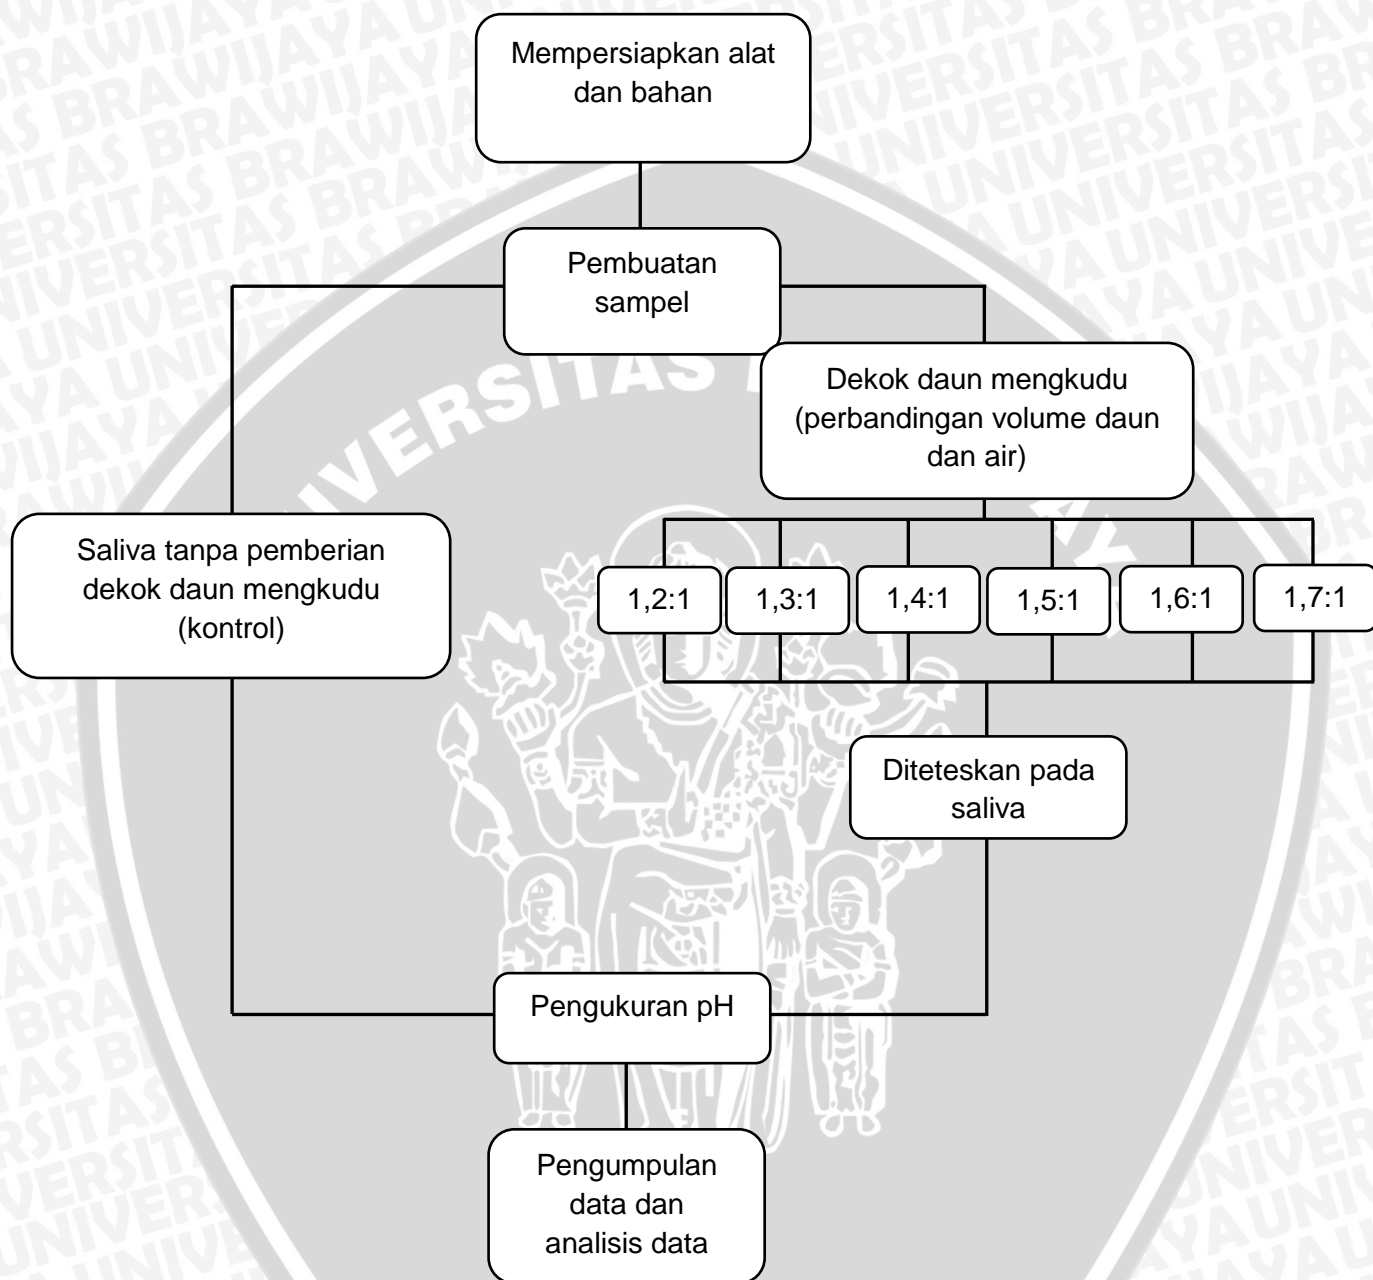 Mempersiapkan alat
dan bahan
Pembuatan
sampel
Dekok daun mengkudu
(perbandingan volume daun
dan air)
Saliva tanpa pemberian
dekok daun mengkudu
(kontrol)
1,2:1
1,3:1
1,4:1
1,5:1
1,6:1
1,7:1
Diteteskan pada
saliva
Pengukuran pH
Pengumpulan
data dan
analisis data